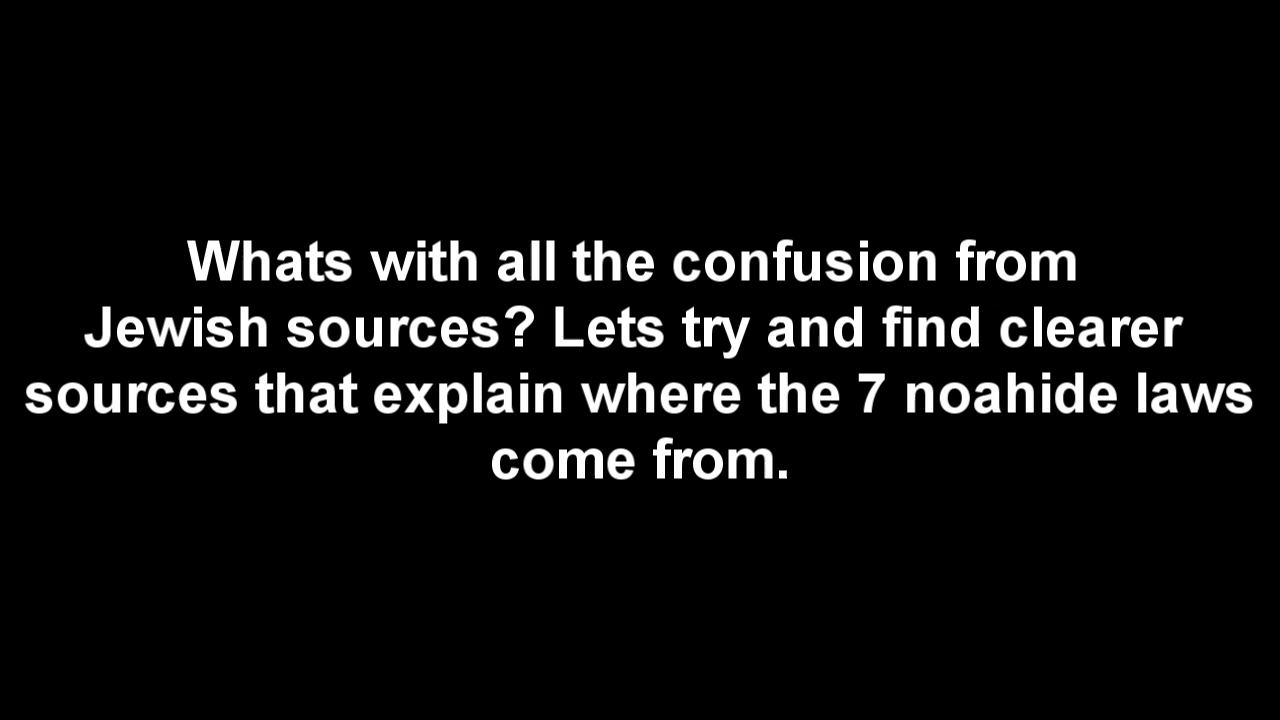 Whats with all the confusion from
Jewish sources? Lets try and find clearer
sources that explain where the 7 noahide laws
come from.